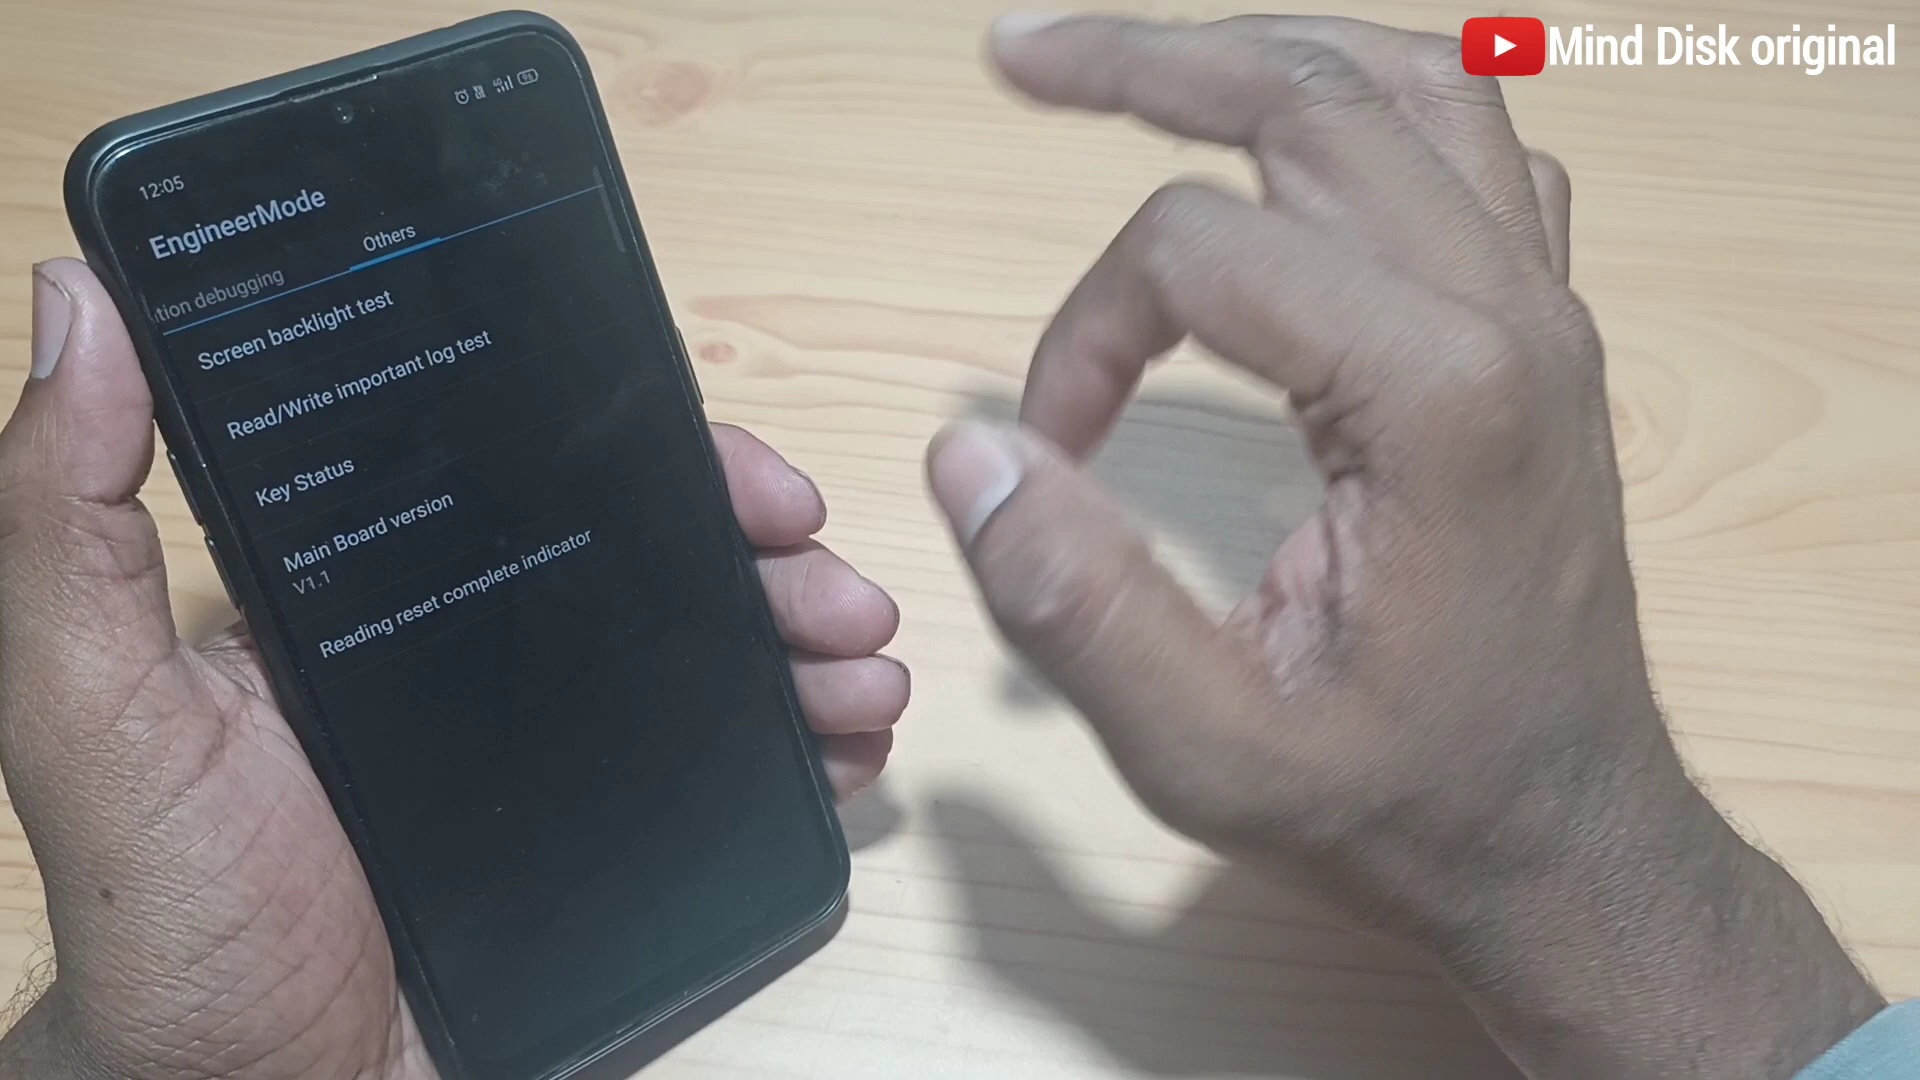 Mind Disk original
96
12:05
EngineerMode
tion debugging
Others
Screen backlight test
Read/Write important log test
Key Status
Main Board version
V1.1
Reading reset complete indicator